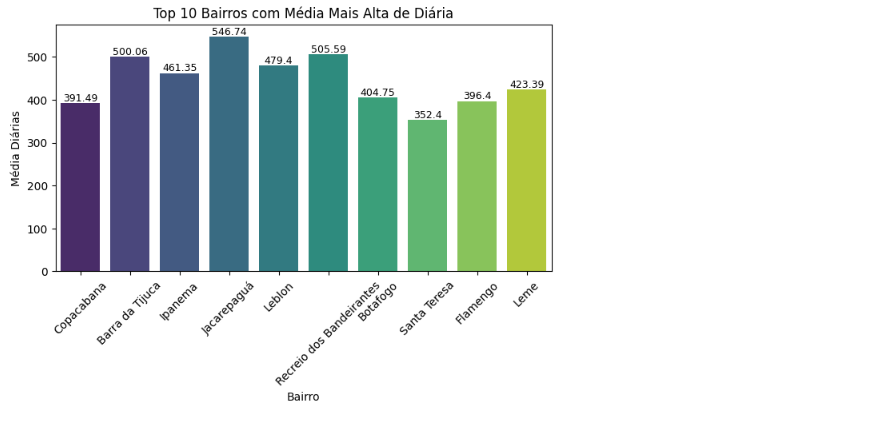 Top 10 Bairros com Média Mais Alta de Diária
Média Diárias
500
400
300
200
100
0
391.49
500.06
461.35
546.74
479.4
505.59
404.75
352.4
396.4
423.39
Copacabana
Barra da Tijuca
Ipanema
Jacarepaguá
Leblon
Recreio dos Bandeirantes
Botafogo
Santa Teresa
Flamengo
Leme
Bairro